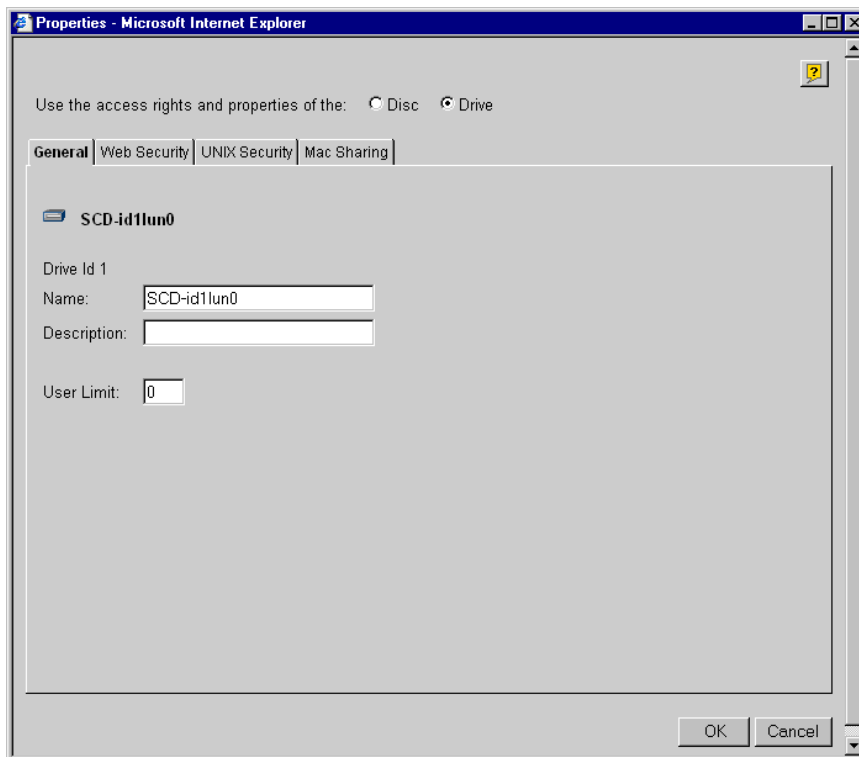 Properties - Microsoft Internet Explorer
?
Use the access rights and properties of the: Disc Drive
General Web Security UNIX Security Mac Sharing
SCD-id1lun0
Drive Id 1
Name: SCD-id1lun0
Description:
User Limit: 0
OK Cancel